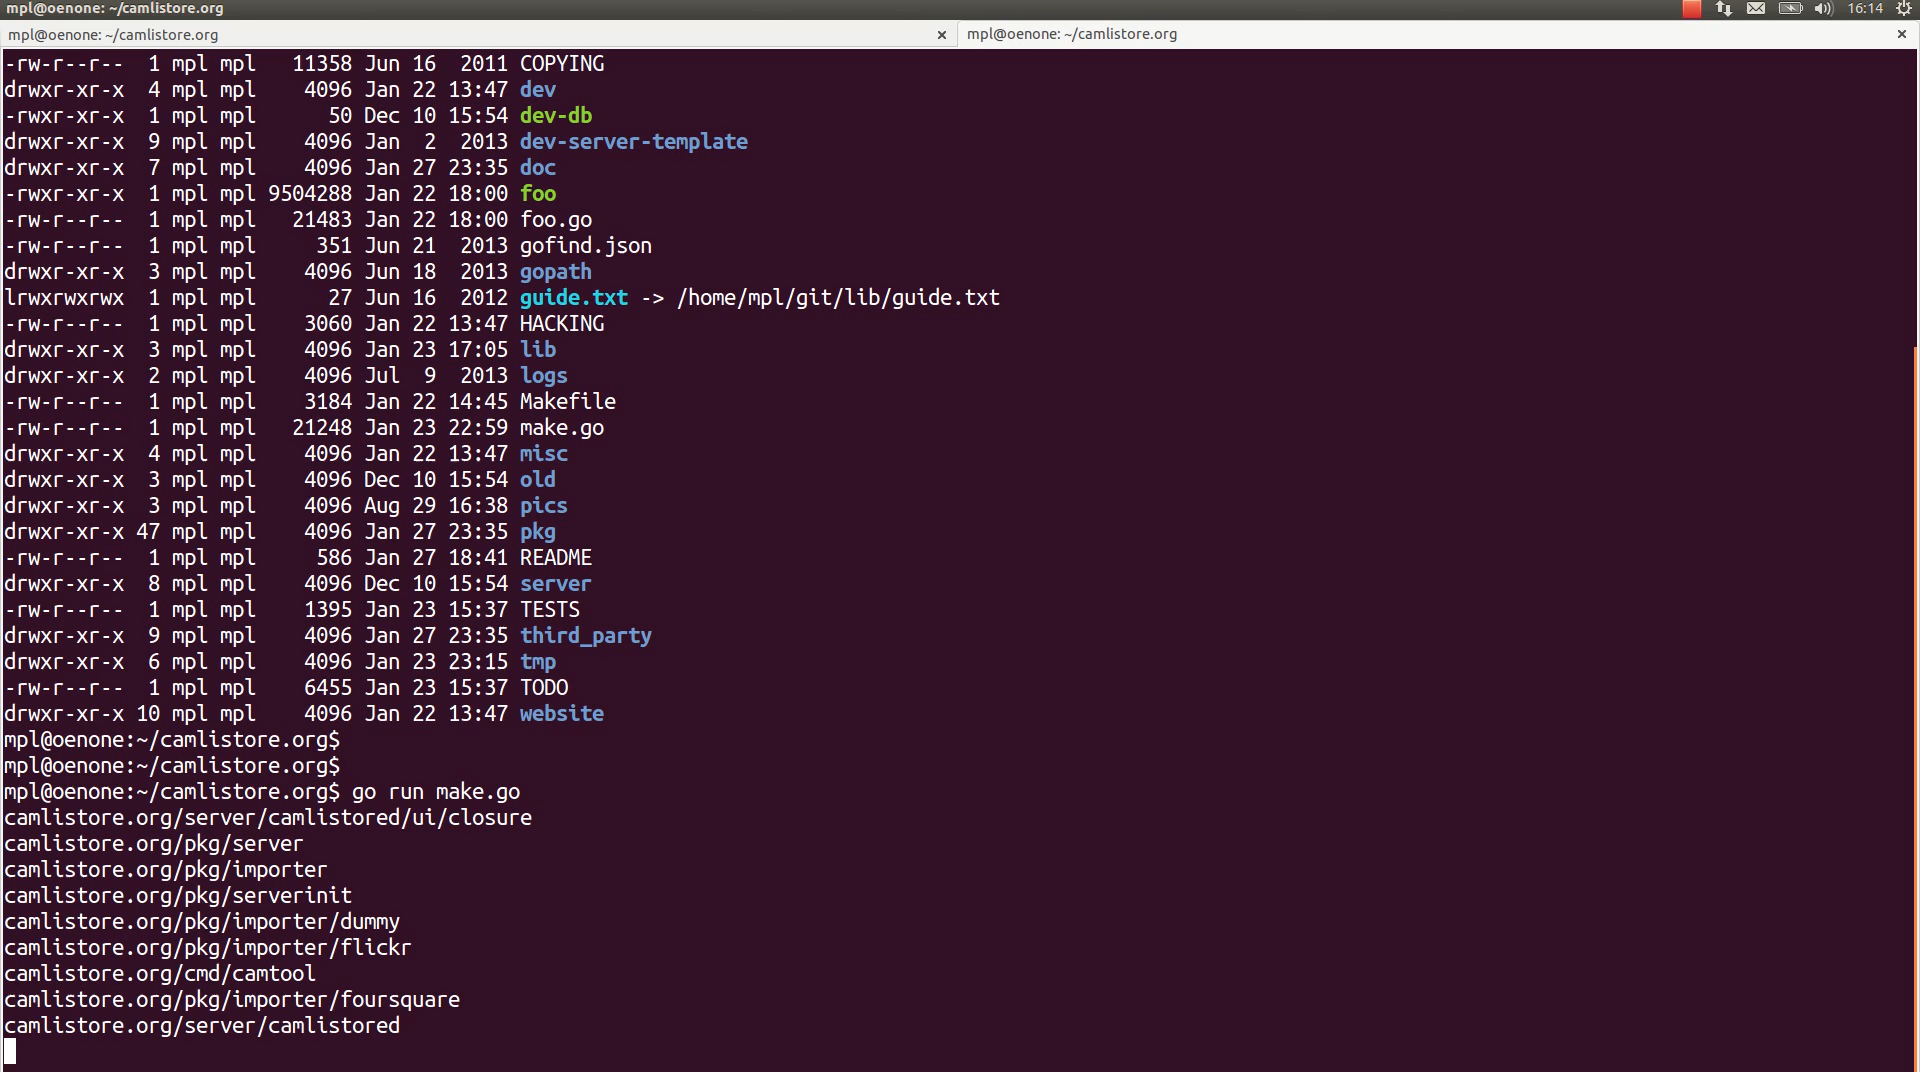 mpl@oenone: ~/camlistore.org
16:14
mpl@oenone: ~/camlistore.org × mpl@oenone: ~/camlistore.org ×
-rw-r--r--  1 mpl mpl   11358 Jun 16  2011 COPYING
drwxr-xr-x  4 mpl mpl    4096 Jan 22 13:47 dev
-rwxr-xr-x  1 mpl mpl      50 Dec 10 15:54 dev-db
drwxr-xr-x  9 mpl mpl    4096 Jan  2  2013 dev-server-template
drwxr-xr-x  7 mpl mpl    4096 Jan 27 23:35 doc
-rwxr-xr-x  1 mpl mpl 9504288 Jan 22 18:00 foo
-rw-r--r--  1 mpl mpl   21483 Jan 22 18:00 foo.go
-rw-r--r--  1 mpl mpl     351 Jun 21  2013 gofind.json
drwxr-xr-x  3 mpl mpl    4096 Jun 18  2013 gopath
lrwxrwxrwx  1 mpl mpl      27 Jun 16  2012 guide.txt -> /home/mpl/git/lib/guide.txt
-rw-r--r--  1 mpl mpl    3060 Jan 22 13:47 HACKING
drwxr-xr-x  3 mpl mpl    4096 Jan 23 17:05 lib
drwxr-xr-x  2 mpl mpl    4096 Jul  9  2013 logs
-rw-r--r--  1 mpl mpl    3184 Jan 22 14:45 Makefile
-rw-r--r--  1 mpl mpl   21248 Jan 23 22:59 make.go
drwxr-xr-x  4 mpl mpl    4096 Jan 22 13:47 misc
drwxr-xr-x  3 mpl mpl    4096 Dec 10 15:54 old
drwxr-xr-x  3 mpl mpl    4096 Aug 29 16:38 pics
drwxr-xr-x 47 mpl mpl    4096 Jan 27 23:35 pkg
-rw-r--r--  1 mpl mpl     586 Jan 27 18:41 README
drwxr-xr-x  8 mpl mpl    4096 Dec 10 15:54 server
-rw-r--r--  1 mpl mpl    1395 Jan 23 15:37 TESTS
drwxr-xr-x  9 mpl mpl    4096 Jan 27 23:35 third_party
drwxr-xr-x  6 mpl mpl    4096 Jan 23 23:15 tmp
-rw-r--r--  1 mpl mpl    6455 Jan 23 15:37 TODO
drwxr-xr-x 10 mpl mpl    4096 Jan 22 13:47 website
mpl@oenone:~/camlistore.org$
mpl@oenone:~/camlistore.org$
mpl@oenone:~/camlistore.org$ go run make.go
camlistore.org/server/camlistored/ui/closure
camlistore.org/pkg/server
camlistore.org/pkg/importer
camlistore.org/pkg/serverinit
camlistore.org/pkg/importer/dummy
camlistore.org/pkg/importer/flickr
camlistore.org/cmd/camtool
camlistore.org/pkg/importer/foursquare
camlistore.org/server/camlistored